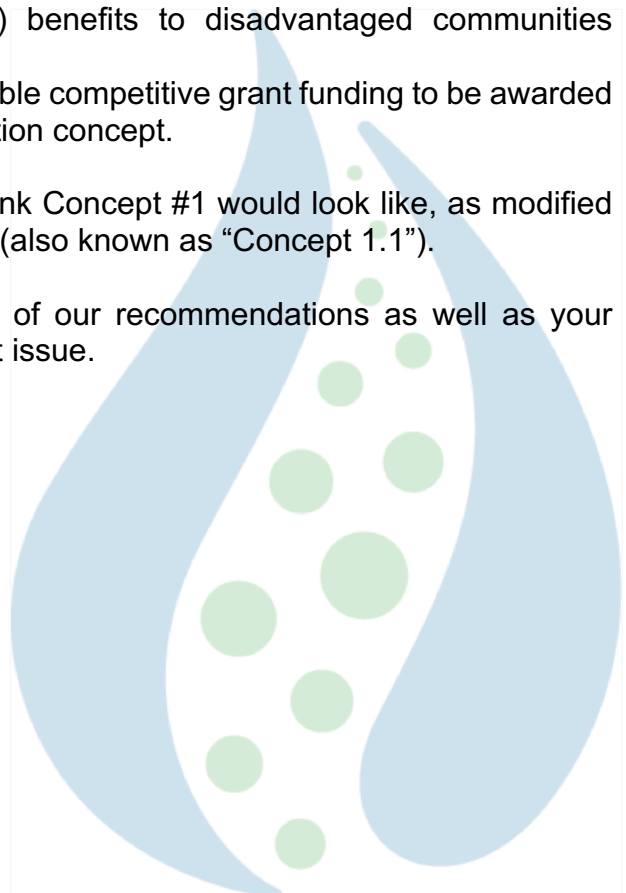 ) benefits to disadvantaged communities
ble competitive grant funding to be awarded
tion concept.
nk Concept #1 would look like, as modified
(also known as “Concept 1.1”).
of our recommendations as well as your
t issue.